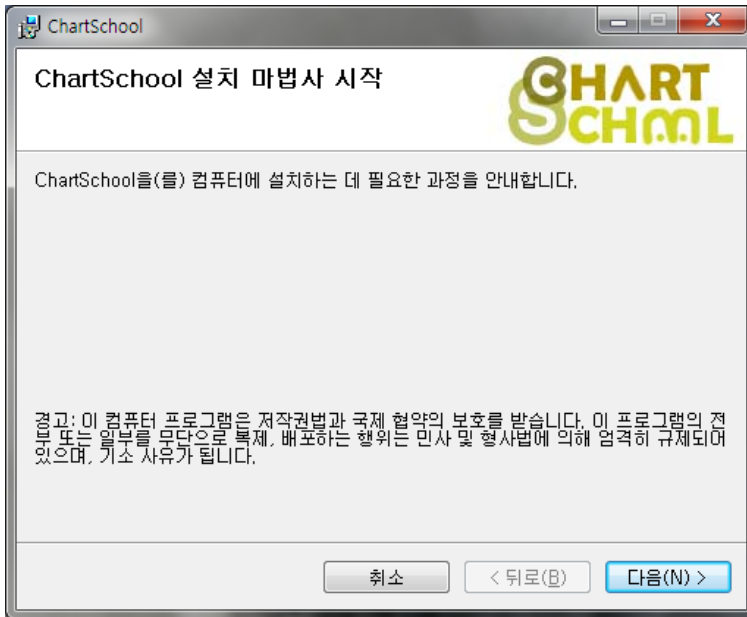 ChartSchool
ChartSchool 설치 마법사 시작
CHART
SCHOOL
ChartSchool을(를) 컴퓨터에 설치하는 데 필요한 과정을 안내합니다.
경고: 이 컴퓨터 프로그램은 저작권법과 국제 협약의 보호를 받습니다. 이 프로그램의 전
부 또는 일부를 무단으로 복제, 배포하는 행위는 민사 및 형사법에 의해 엄격히 규제되어
있으며, 기소 사유가 됩니다.
취소
< 뒤로(B)
다음(N) >